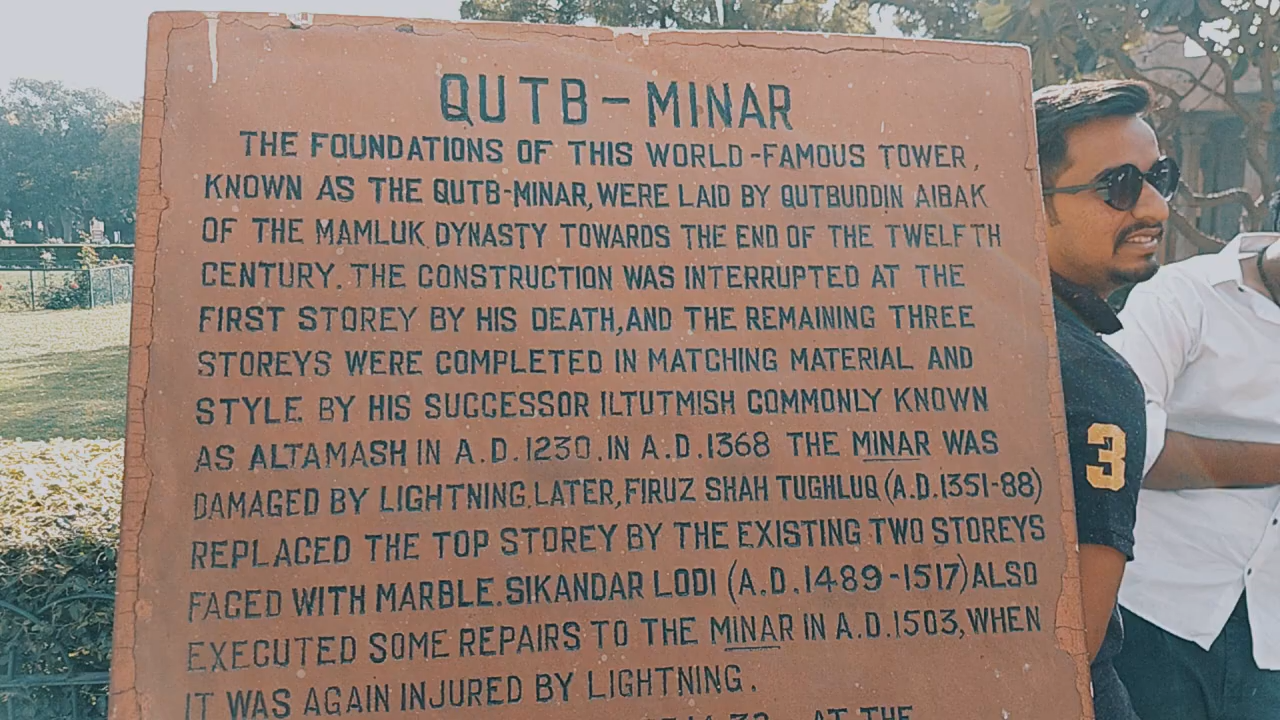 QUTB-MINAR
THE FOUNDATIONS OF THIS WORLD-FAMOUS TOWER,
KNOWN AS THE QUTB-MINAR, WERE LAID BY QUTBUDDIN AIBAK
OF THE MAMLUK DYNASTY TOWARDS THE END OF THE TWELFTH
CENTURY. THE CONSTRUCTION WAS INTERRUPTED AT THE
FIRST STOREY BY HIS DEATH, AND THE REMAINING THREE
STOREYS WERE COMPLETED IN MATCHING MATERIAL AND
STYLE BY HIS SUCCESSOR ILTUTMISH COMMONLY KNOWN
AS ALTAMASH IN A.D.1230. IN A.D.1368 THE MINAR WAS
DAMAGED BY LIGHTNING. LATER, FIRUZ SHAH TUGHLUQ (A.D.1351-88)
REPLACED THE TOP STOREY BY THE EXISTING TWO STOREYS
FACED WITH MARBLE. SIKANDAR LODI (A.D.1489-1517) ALSO
EXECUTED SOME REPAIRS TO THE MINAR IN A.D.1503, WHEN
IT WAS AGAIN INJURED BY LIGHTNING.
AT THE
3